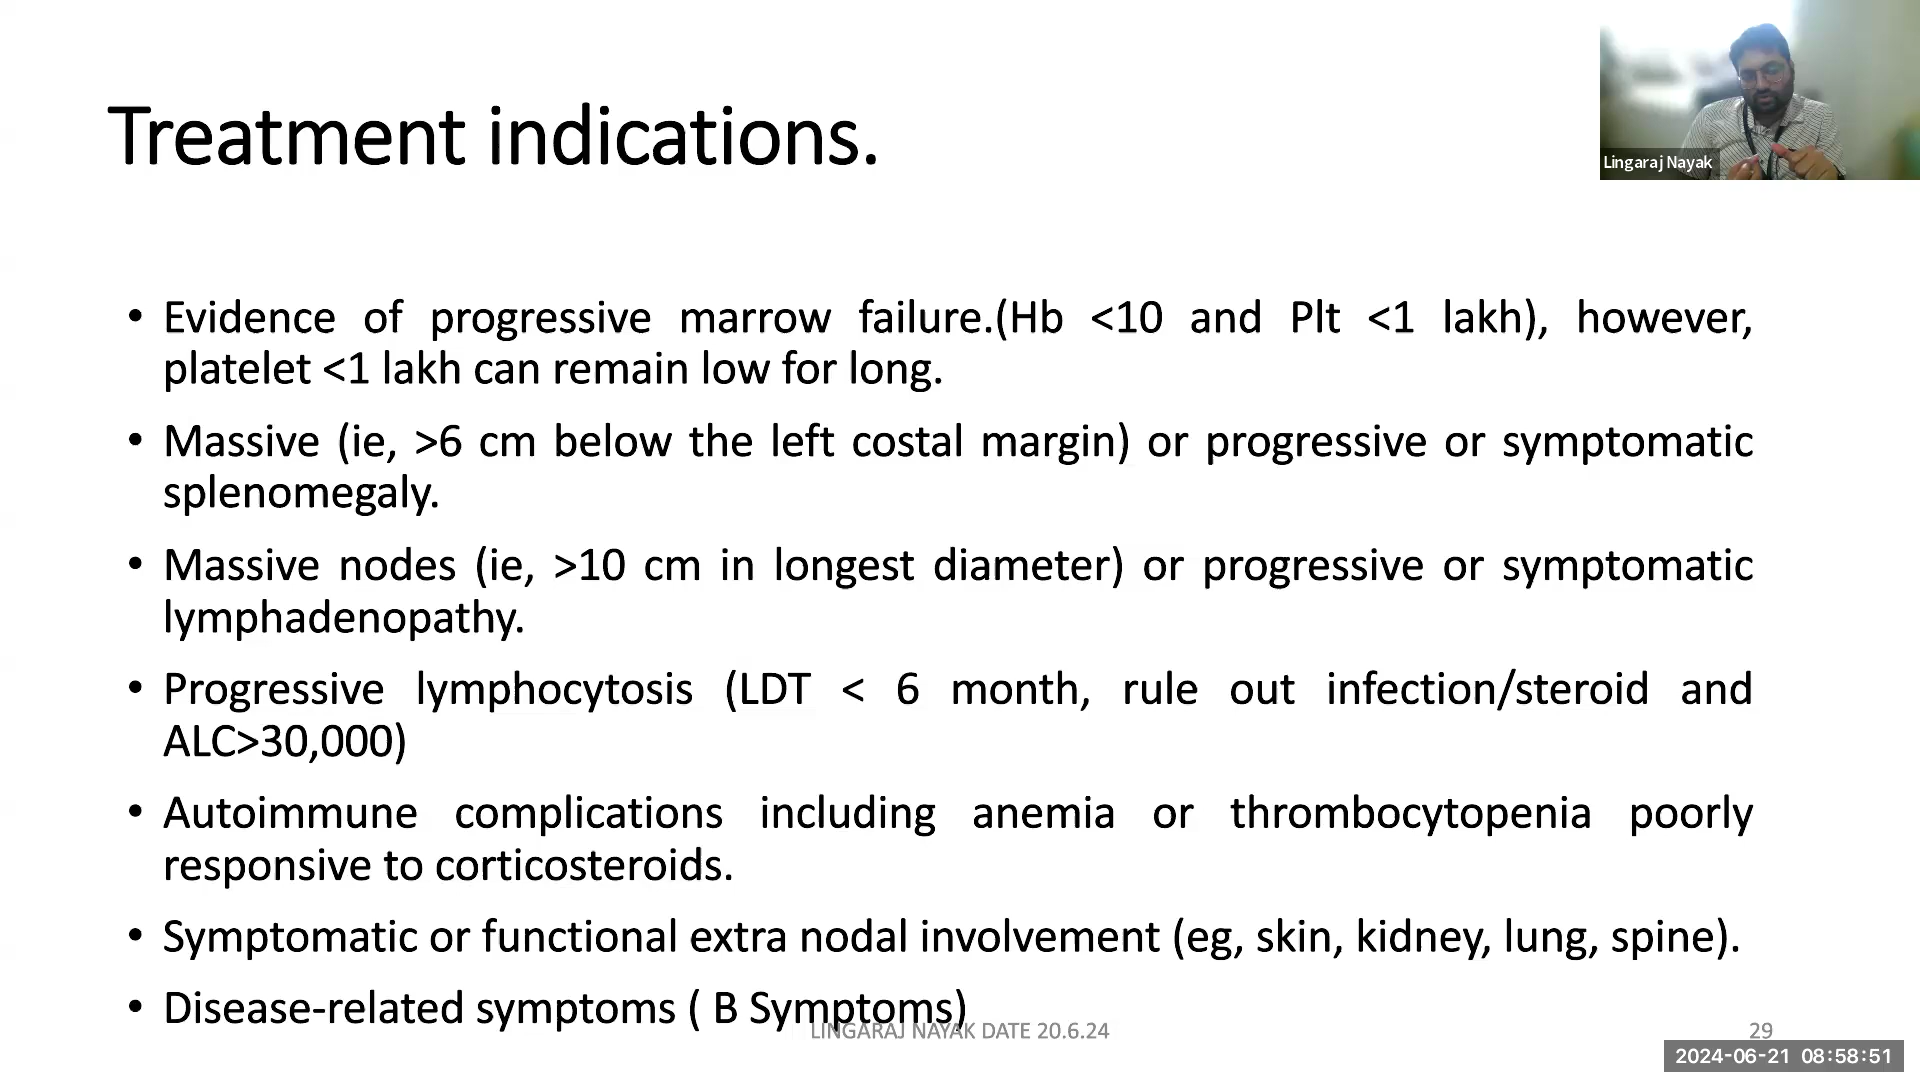 Treatment indications.
Lingaraj Nayak
• Evidence of progressive marrow failure.(Hb <10 and Plt <1 lakh), however,
platelet <1 lakh can remain low for long.
• Massive (ie, >6 cm below the left costal margin) or progressive or symptomatic
splenomegaly.
• Massive nodes (ie, >10 cm in longest diameter) or progressive or symptomatic
lymphadenopathy.
• Progressive lymphocytosis (LDT < 6 month, rule out infection/steroid and
ALC>30,000)
• Autoimmune complications including anemia or thrombocytopenia poorly
responsive to corticosteroids.
• Symptomatic or functional extra nodal involvement (eg, skin, kidney, lung, spine).
• Disease-related symptoms ( B Symptoms)
LINGARAJ NAYAK DATE 20.6.24
29
2024-06-21 08:58:51